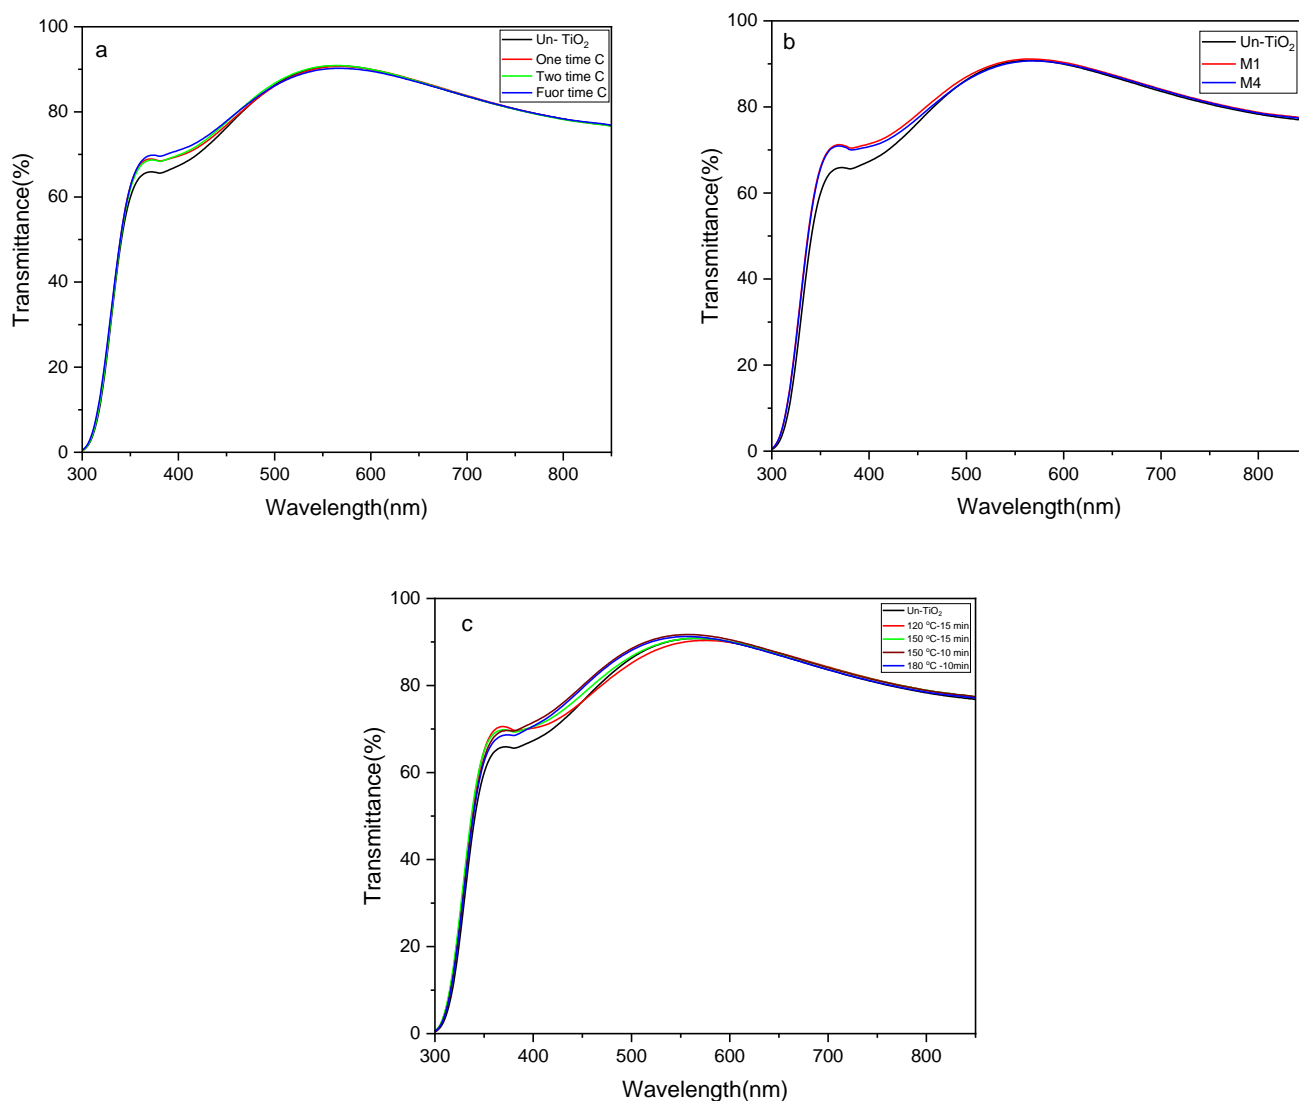 a
Un- TiO₂
One time C
Two time C
Fuor time C
100
80
60
40
20
0
Transmittance(%)
300 400 500 600 700 800
Wavelength(nm)
b
Un-TiO₂
M1
M4
100
80
60
40
20
0
Transmittance(%)
300 400 500 600 700 800
Wavelength(nm)
c
Un-TiO₂
120 °C-15 min
150 °C-15 min
150 °C-10 min
180 °C -10min
100
80
60
40
20
0
Transmittance(%)
300 400 500 600 700 800
Wavelength(nm)